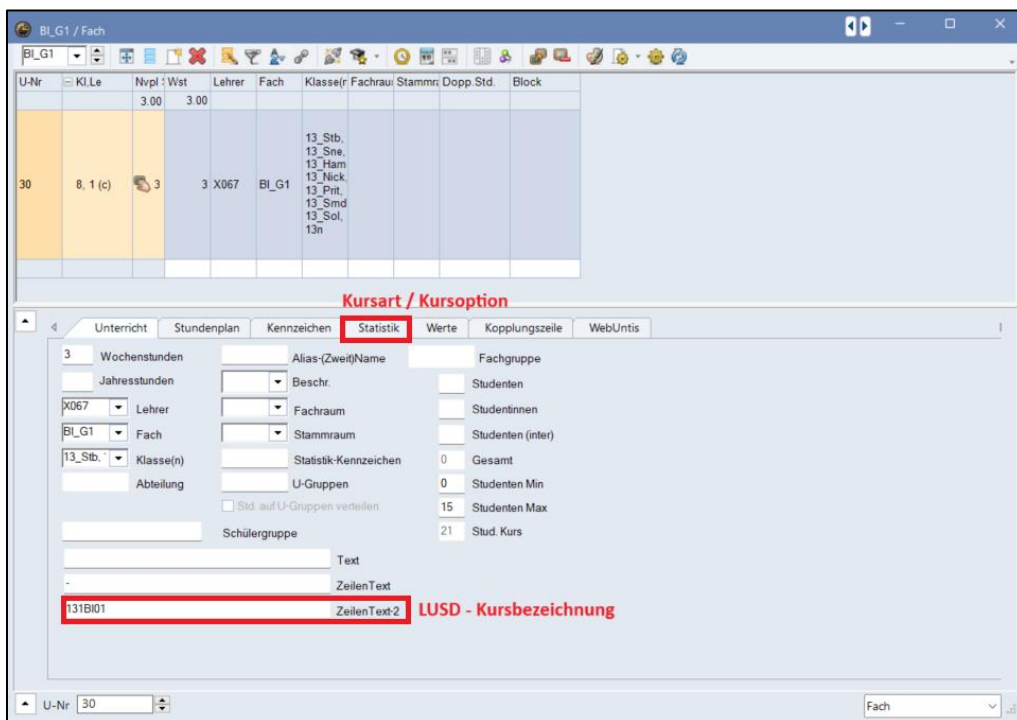 BI_G1 / Fach
BI_G1
U-Nr Kl,Le Nvpl Wst Lehrer Fach Klasse(r Fachrau Stammra Dopp.Std. Block
3.00 3.00
30 8, 1 (c) 3 3 X067 BI_G1
13_Stb,
13_Sne,
13_Ham
13_Nick,
13_Prit,
13_Smd
13_Sol,
13n
Kursart / Kursoption
Unterricht Stundenplan Kennzeichen Statistik Werte Kopplungszeile WebUntis
3 Wochenstunden Alias-(Zweit)Name Fachgruppe
Jahresstunden Beschr. Studenten
X067 Lehrer Fachraum Studentinnen
BI_G1 Fach Stammraum Studenten (inter)
13_Stb, Klasse(n) Statistik-Kennzeichen 0 Gesamt
Abteilung U-Gruppen 0 Studenten Min
Std. auf U-Gruppen verteilen 15 Studenten Max
Schülergruppe 21 Stud. Kurs
Text
- ZeilenText
131BI01 ZeilenText-2 LUSD - Kursbezeichnung
U-Nr 30 Fach